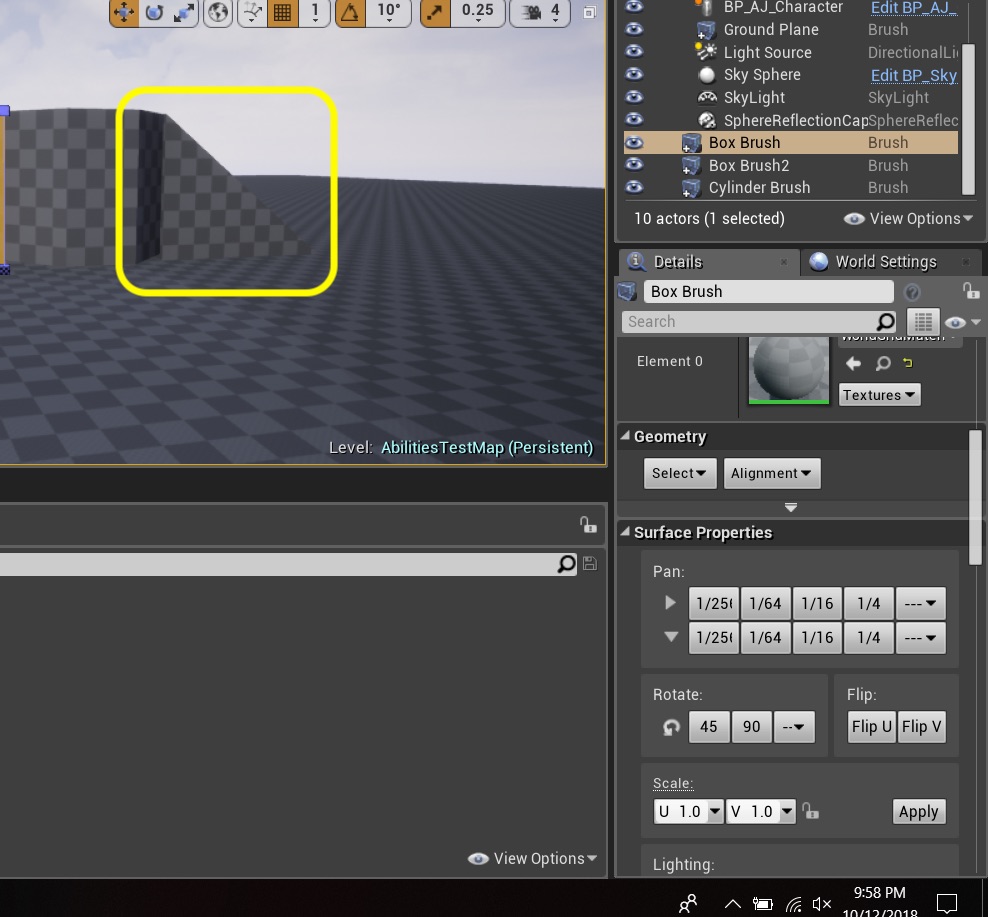 10° 0.25 4
1
BP_AJ_Character Edit BP_AJ_
Ground Plane Brush
Light Source DirectionalLi
Sky Sphere Edit BP_Sky
SkyLight SkyLight
SphereReflectionCap SphereReflec
Box Brush Brush
Box Brush2 Brush
Cylinder Brush Brush
10 actors (1 selected) View Options
Details World Settings
Box Brush
Search
Element 0
Textures
Level: AbilitiesTestMap (Persistent)
Geometry
Select Alignment
Surface Properties
Pan:
1/256 1/64 1/16 1/4 ---
1/256 1/64 1/16 1/4 ---
Rotate: Flip:
45 90 -- Flip U Flip V
Scale:
U 1.0 V 1.0 Apply
View Options
Lighting:
9:58 PM
10/12/2018